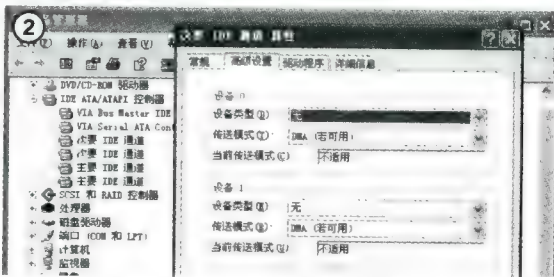 2
操作(A) 查看(V)
次要 IDE 通道 属性
常规 高级设置 驱动程序 详细信息
DVD/CD-ROM 驱动器
IDE ATA/ATAPI 控制器
VIA Bus Master IDE
VIA Serial ATA Cont
次要 IDE 通道
次要 IDE 通道
主要 IDE 通道
主要 IDE 通道
SCSI 和 RAID 控制器
处理器
磁盘驱动器
端口 (COM 和 LPT)
计算机
监视器
设备 0
设备类型(D) 无
传送模式(T): DMA (若可用)
当前传送模式(C) 不适用
设备 1
设备类型 无
传送模式 DMA (若可用)
当前传送模式(U) 不适用